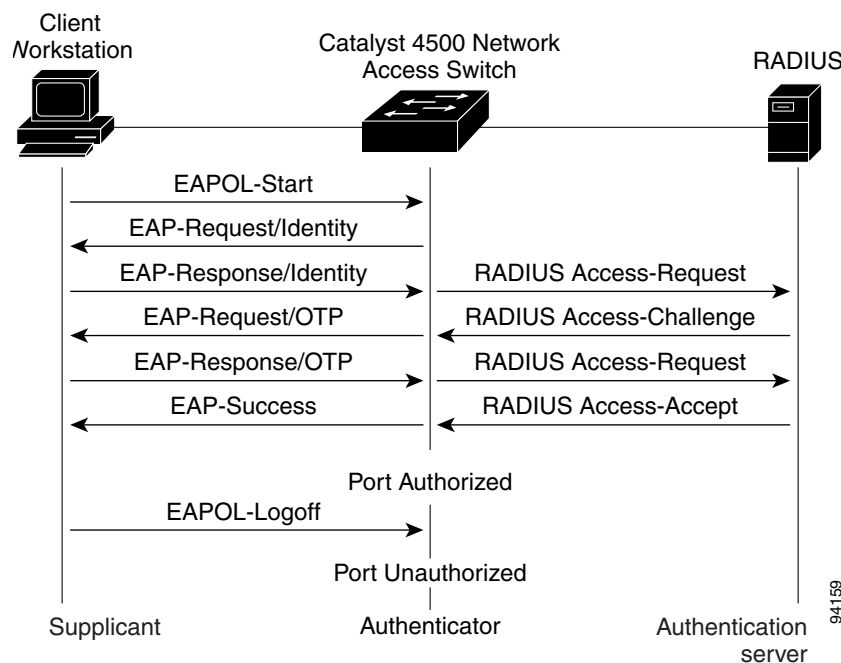 Client
Workstation
Catalyst 4500 Network
Access Switch
RADIUS
EAPOL-Start
EAP-Request/Identity
EAP-Response/Identity
RADIUS Access-Request
EAP-Request/OTP
RADIUS Access-Challenge
EAP-Response/OTP
RADIUS Access-Request
EAP-Success
RADIUS Access-Accept
Port Authorized
EAPOL-Logoff
Port Unauthorized
94159
Supplicant
Authenticator
Authentication
server